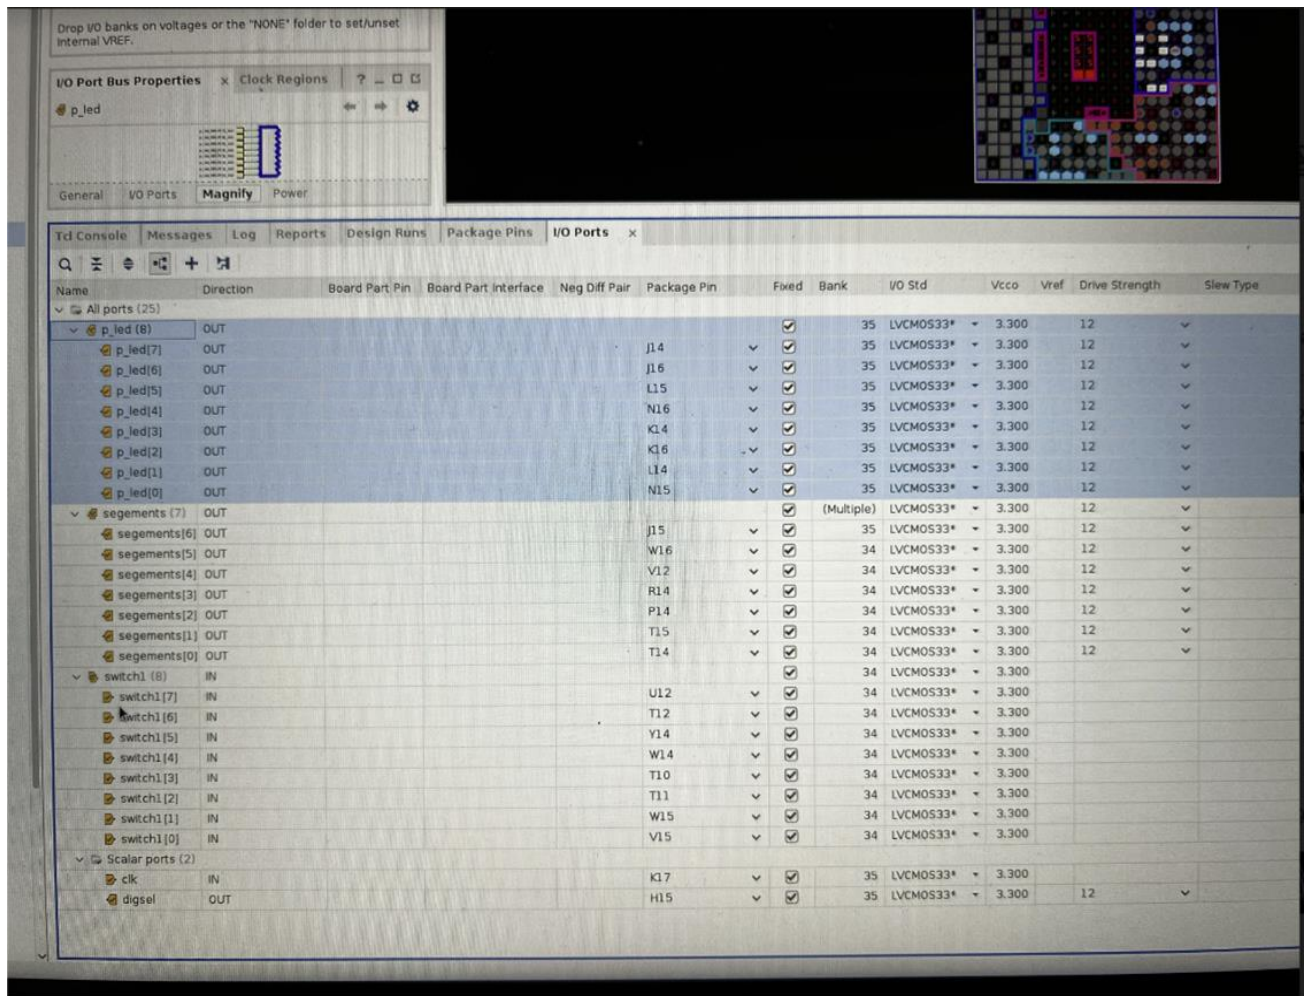 Drop I/O banks on voltages or the "NONE" folder to set/unset
Internal VREF.
I/O Port Bus Properties × Clock Regions ? _
p_led
General I/O Ports Magnify Power
Tcl Console Messages Log Reports Design Runs Package Pins I/O Ports ×
Name Direction Board Part Pin Board Part Interface Neg Diff Pair Package Pin Fixed Bank I/O Std Vcco Vref Drive Strength Slew Type
All ports (25)
p_led (8) OUT 35 LVCMOS33* 3.300 12
p_led[7] OUT J14 35 LVCMOS33* 3.300 12
p_led[6] OUT J16 35 LVCMOS33* 3.300 12
p_led[5] OUT L15 35 LVCMOS33* 3.300 12
p_led[4] OUT N16 35 LVCMOS33* 3.300 12
p_led[3] OUT K14 35 LVCMOS33* 3.300 12
p_led[2] OUT K16 35 LVCMOS33* 3.300 12
p_led[1] OUT L14 35 LVCMOS33* 3.300 12
p_led[0] OUT N15 35 LVCMOS33* 3.300 12
segements (7) OUT (Multiple) LVCMOS33* 3.300 12
segements[6] OUT J15 35 LVCMOS33* 3.300 12
segements[5] OUT W16 34 LVCMOS33* 3.300 12
segements[4] OUT V12 34 LVCMOS33* 3.300 12
segements[3] OUT R14 34 LVCMOS33* 3.300 12
segements[2] OUT P14 34 LVCMOS33* 3.300 12
segements[1] OUT T15 34 LVCMOS33* 3.300 12
segements[0] OUT T14 34 LVCMOS33* 3.300 12
switch1 (8) IN 34 LVCMOS33* 3.300
switch1[7] IN U12 34 LVCMOS33* 3.300
switch1[6] IN T12 34 LVCMOS33* 3.300
switch1[5] IN Y14 34 LVCMOS33* 3.300
switch1[4] IN W14 34 LVCMOS33* 3.300
switch1[3] IN T10 34 LVCMOS33* 3.300
switch1[2] IN T11 34 LVCMOS33* 3.300
switch1[1] IN W15 34 LVCMOS33* 3.300
switch1[0] IN V15 34 LVCMOS33* 3.300
Scalar ports (2)
clk IN K17 35 LVCMOS33* 3.300
digsel OUT H15 35 LVCMOS33* 3.300 12